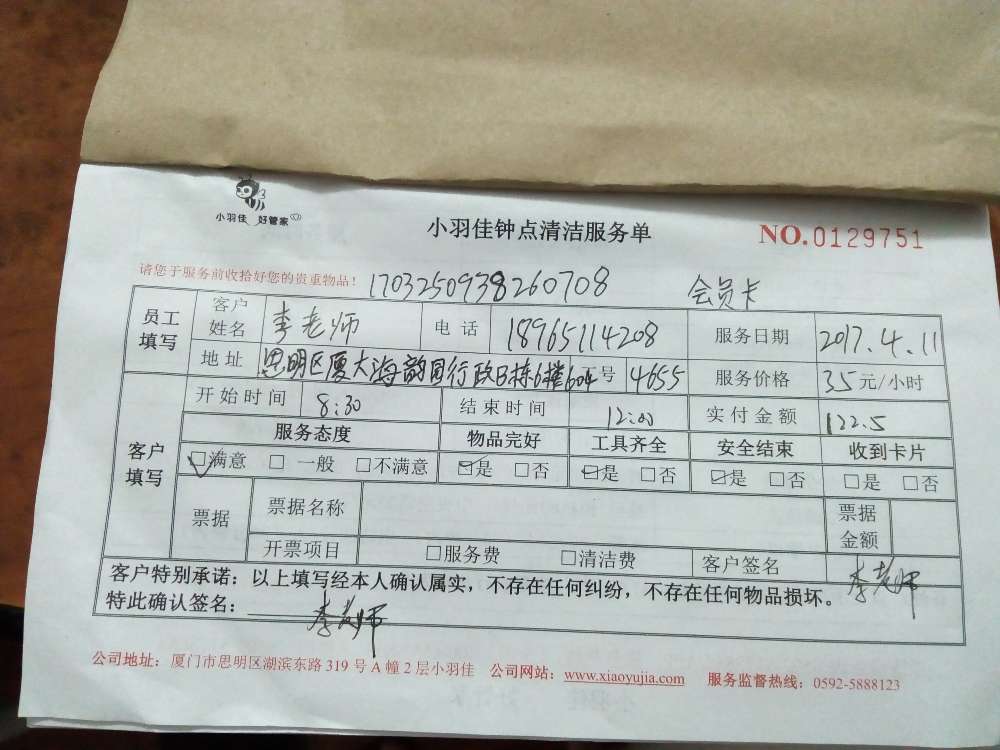 小羽佳 好管家
小羽佳钟点清洁服务单
NO.0129751
请您于服务前收拾好您的贵重物品！ 1703250938260708 会员卡
员工填写 客户姓名 李老师 电话 18965114208 服务日期 2017.4.11
地址 思明区厦大海韵园行政B栋6楼604 工号 4655 服务价格 35元/小时
客户填写 开始时间 8:30 结束时间 12:00 实付金额 122.5
服务态度 物品完好 工具齐全 安全结束 收到卡片
☑满意 □一般 □不满意 ☑是 □否 ☑是 □否 ☑是 □否 □是 □否
票据 票据名称 票据金额
开票项目 □服务费 □清洁费 客户签名 李老师
客户特别承诺：以上填写经本人确认属实，不存在任何纠纷，不存在任何物品损坏。
特此确认签名：李老师
公司地址：厦门市思明区湖滨东路319号A幢2层小羽佳 公司网站：www.xiaoyujia.com 服务监督热线：0592-5888123